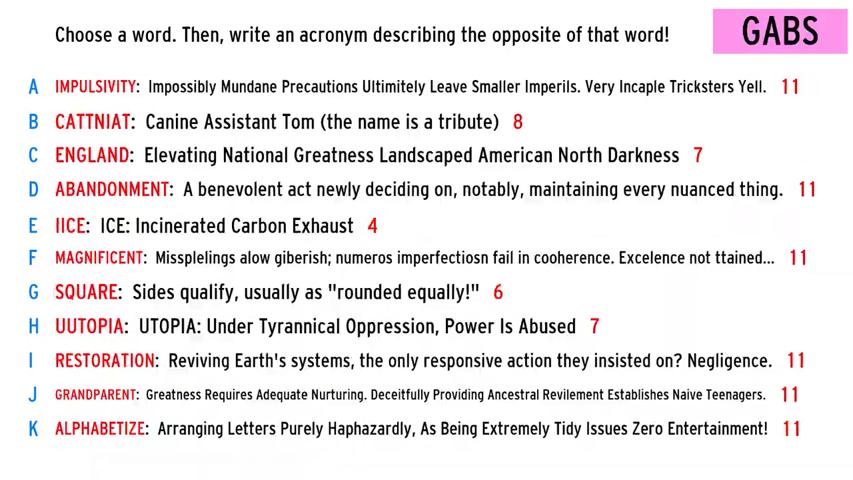 Choose a word. Then, write an acronym describing the opposite of that word!
GABS
A IMPULSIVITY: Impossibly Mundane Precautions Ultimitely Leave Smaller Imperils. Very Incaple Tricksters Yell. 11
B CATTNIAT: Canine Assistant Tom (the name is a tribute) 8
C ENGLAND: Elevating National Greatness Landscaped American North Darkness 7
D ABANDONMENT: A benevolent act newly deciding on, notably, maintaining every nuanced thing. 11
E IICE: ICE: Incinerated Carbon Exhaust 4
F MAGNIFICENT: Missplelings alow giberish; numeros imperfectiosn fail in cooherence. Excelence not ttained... 11
G SQUARE: Sides qualify, usually as "rounded equally!" 6
H UUTOPIA: UTOPIA: Under Tyrannical Oppression, Power Is Abused 7
I RESTORATION: Reviving Earth's systems, the only responsive action they insisted on? Negligence. 11
J GRANDPARENT: Greatness Requires Adequate Nurturing. Deceitfully Providing Ancestral Revilement Establishes Naive Teenagers. 11
K ALPHABETIZE: Arranging Letters Purely Haphazardly, As Being Extremely Tidy Issues Zero Entertainment! 11